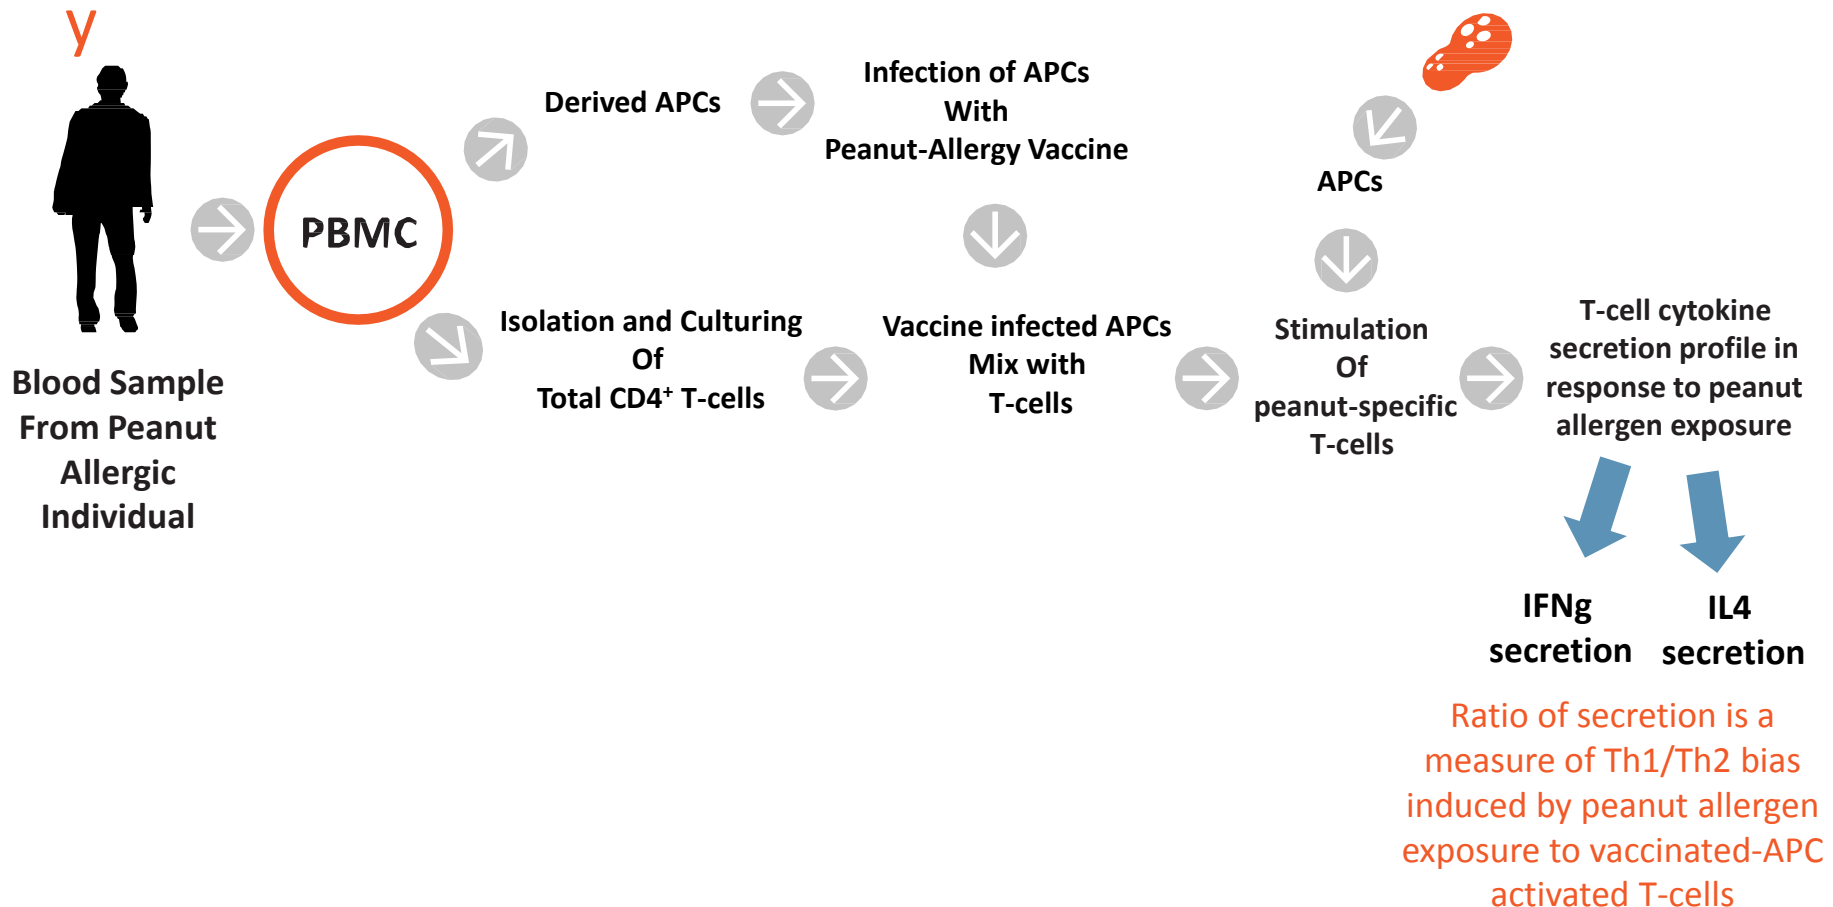 y
Blood Sample
From Peanut
Allergic
Individual
PBMC
Derived APCs
Infection of APCs
With
Peanut-Allergy Vaccine
Isolation and Culturing
Of
Total CD4⁺ T-cells
Vaccine infected APCs
Mix with
T-cells
APCs
Stimulation
Of
peanut-specific
T-cells
T-cell cytokine
secretion profile in
response to peanut
allergen exposure
IFNg
secretion
IL4
secretion
Ratio of secretion is a
measure of Th1/Th2 bias
induced by peanut allergen
exposure to vaccinated-APC
activated T-cells